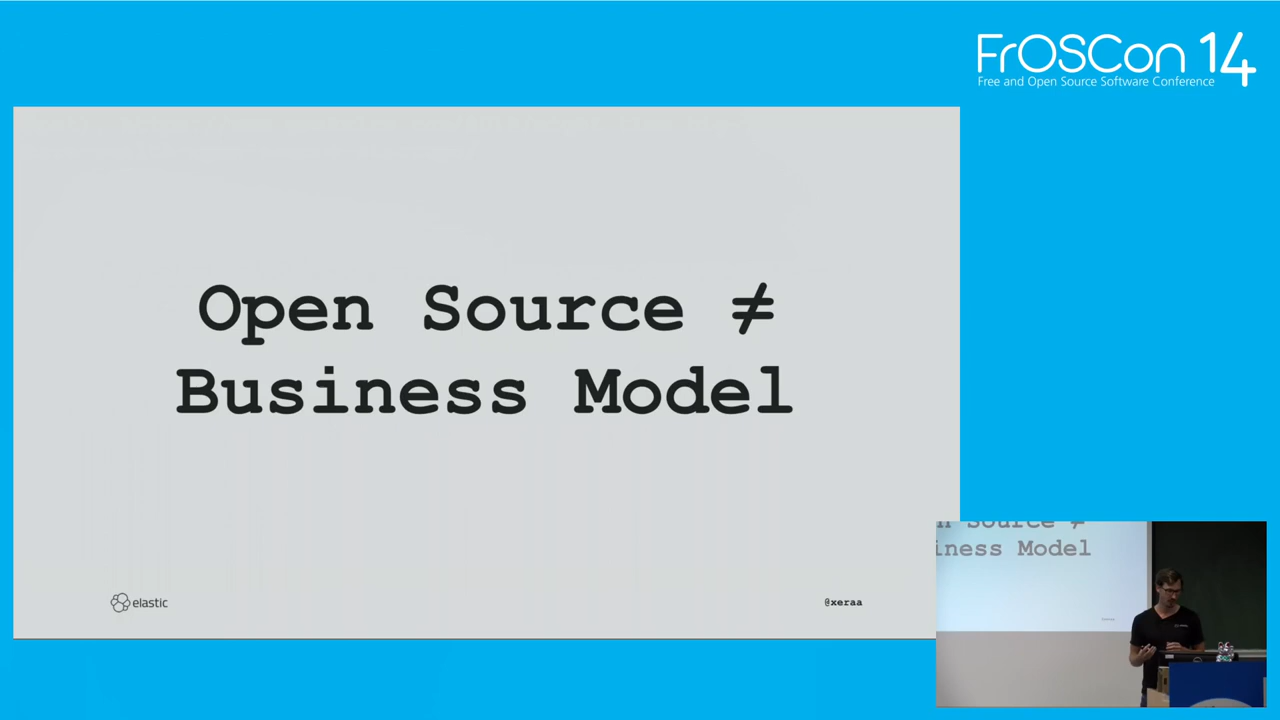 FrOSCon 14
Free and Open Source Software Conference
Open Source ≠
Business Model
elastic
@xeraa
n Source ≠
iness Model